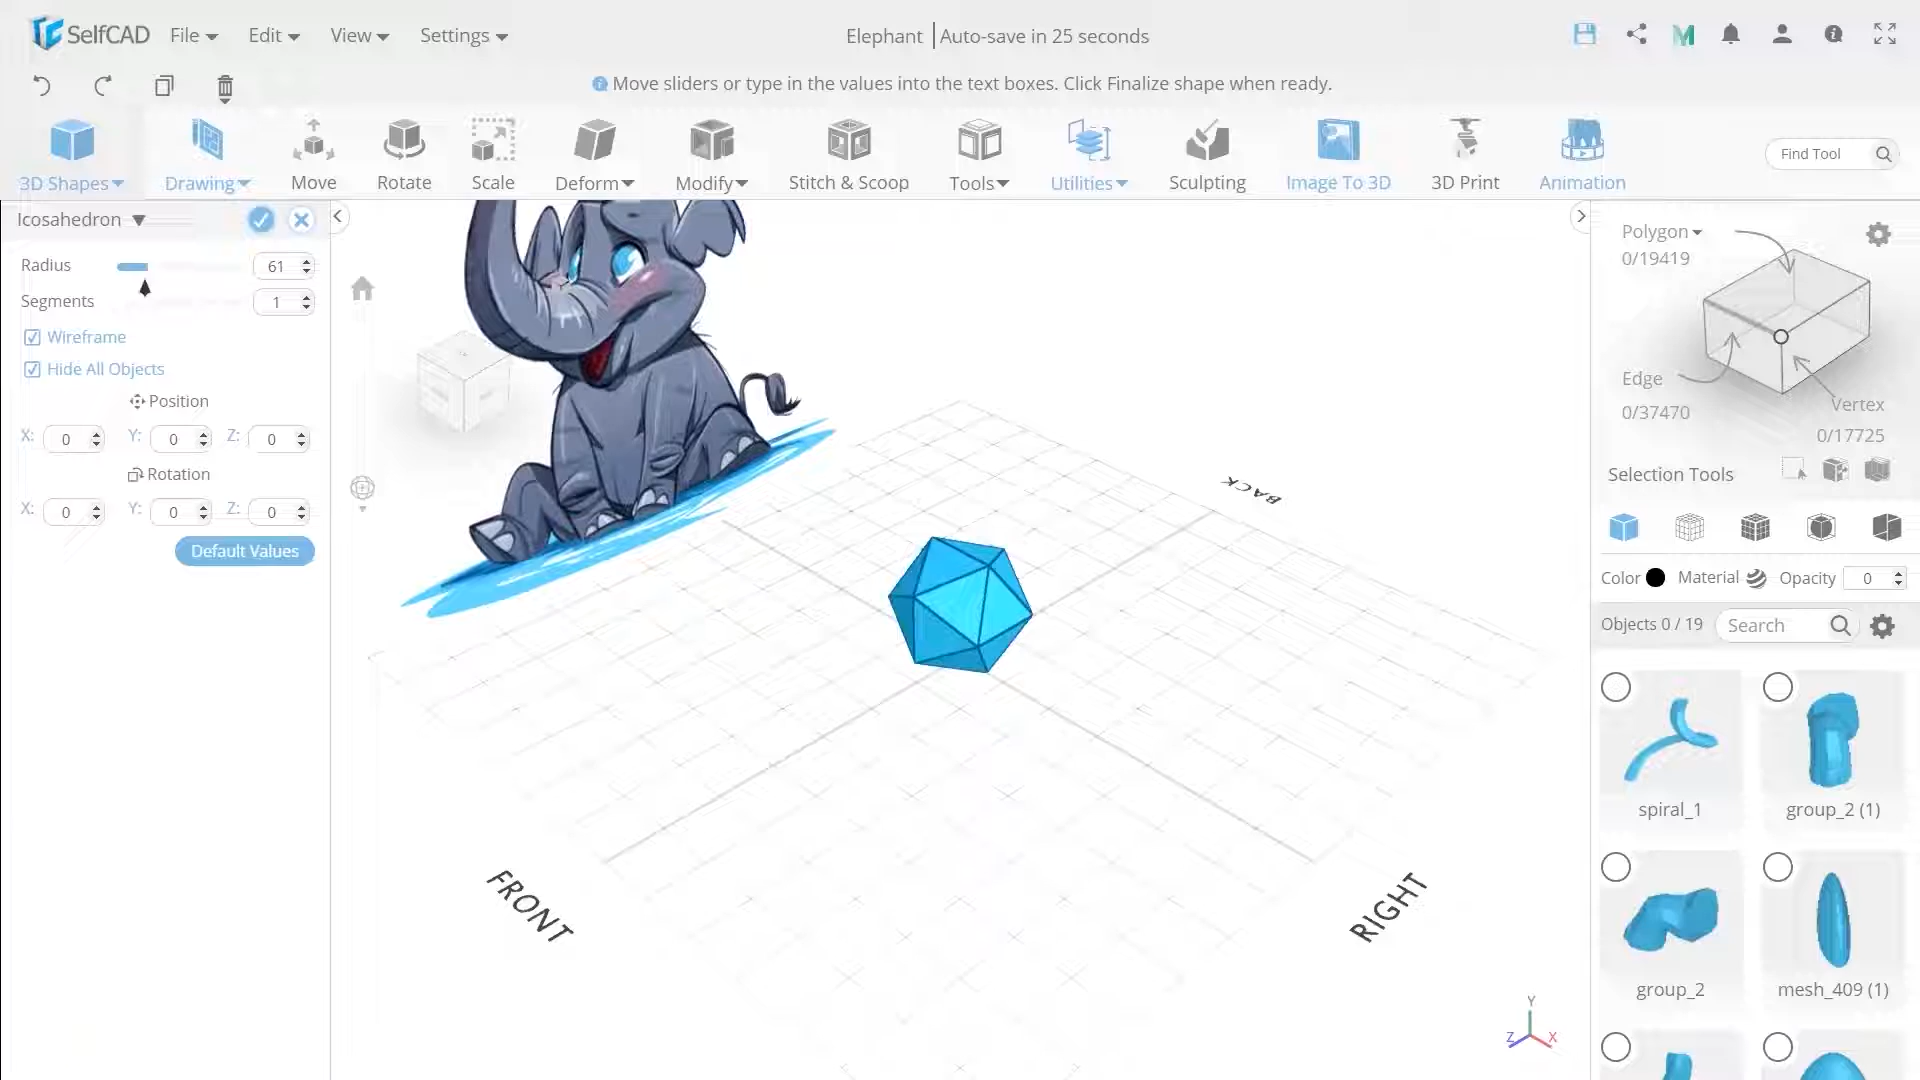 SelfCAD File Edit View Settings
Elephant Auto-save in 25 seconds
Move sliders or type in the values into the text boxes. Click Finalize shape when ready.
3D Shapes Drawing Move Rotate Scale Deform Modify Stitch & Scoop Tools Utilities Sculpting Image To 3D 3D Print Animation
Find Tool
Icosahedron
Radius 61
Segments 1
Wireframe
Hide All Objects
Position
X: 0 Y: 0 Z: 0
Rotation
X: 0 Y: 0 Z: 0
Default Values
BACK
FRONT
RIGHT
Y
Z X
Polygon
0/19419
Edge
0/37470
Vertex
0/17725
Selection Tools
Color Material Opacity 0
Objects 0 / 19 Search
spiral_1 group_2 (1)
group_2 mesh_409 (1)